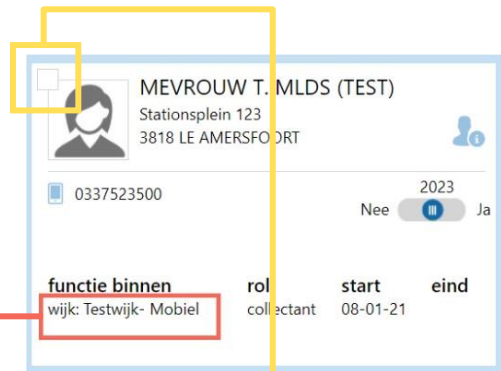 MEVROUW T. MLDS (TEST)
Stationsplein 123
3818 LE AMERSFOORT
0337523500
2023
Nee Ja
functie binnen rol start eind
wijk: Testwijk- Mobiel collectant 08-01-21